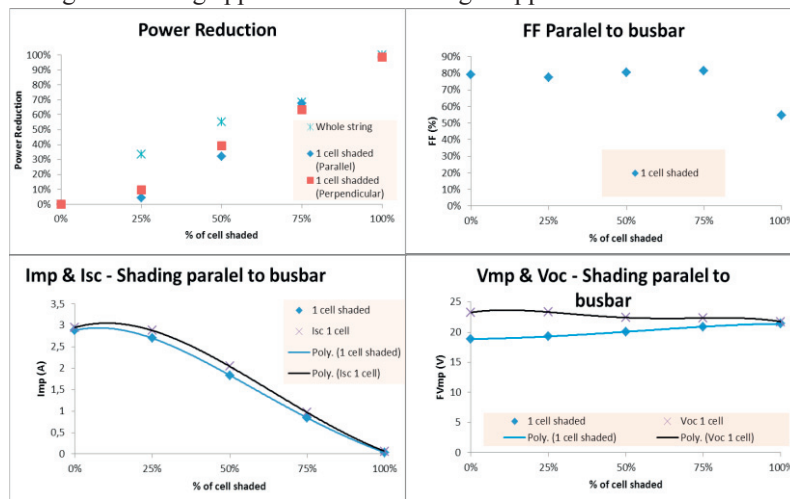 Power Reduction
100%
90%
80%
70%
60%
50%
40%
30%
20%
10%
0%
Power Reduction
Whole string
1 cell shaded
(Parallel)
1 cell shadded
(Perpendicular)
0% 25% 50% 75% 100%
% of cell shaded
FF Paralel to busbar
90%
80%
70%
60%
50%
40%
30%
20%
10%
0%
FF (%)
1 cell shaded
0% 25% 50% 75% 100%
% of cell shaded
Imp & Isc - Shading paralel to busbar
3,5
3
2,5
2
1,5
1
0,5
0
Imp (A)
1 cell shaded
Isc 1 cell
Poly. (1 cell shaded)
Poly. (Isc 1 cell)
0% 25% 50% 75% 100%
% of cell shaded
Vmp & Voc - Shading paralel to
busbar
25
20
15
10
5
0
FVmp (V)
1 cell shaded Voc 1 cell
Poly. (1 cell shaded) Poly. (Voc 1 cell)
0% 25% 50% 75% 100%
% of cell shaded